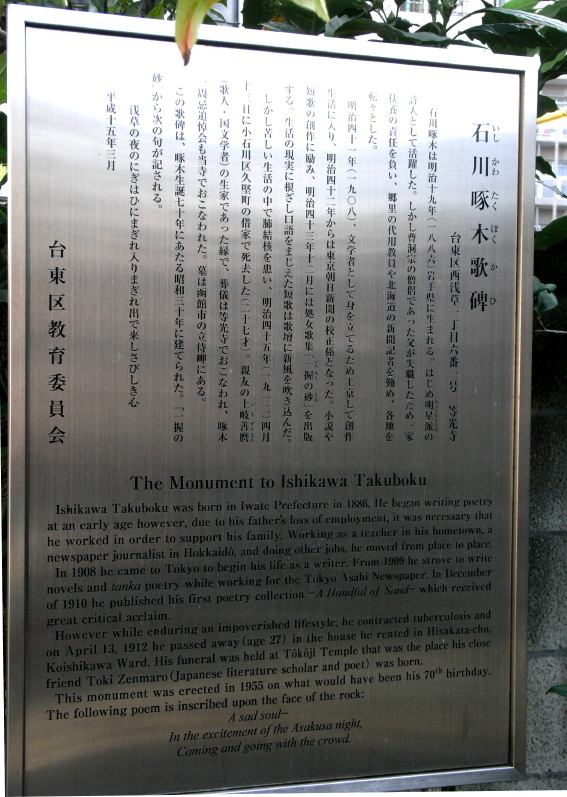 いし かわ たく ぼく か ひ
石川啄木歌碑
台東区西浅草一丁目六番一号 等光寺
石川啄木は明治十九年(一八八六)岩手県に生まれる。はじめ明星派の
詩人として活躍した。しかし曹洞宗の僧侶であった父が失職したため一家
扶養の責任を負い、郷里の代用教員や北海道の新聞記者を勤め、各地を
転々とした。
明治四十一年(一九〇八)、文学者として身を立てるため上京して創作
生活に入り、明治四十二年からは東京朝日新聞の校正係となった。小説や
短歌の創作に励み、明治四十三年十二月には処女歌集「一握の砂」を出版
する。生活の現実に根ざし口語をまじえた短歌は歌壇に新風を吹き込んだ。
しかし苦しい生活の中で肺結核を患い、明治四十五年(一九一二)四月
十三日に小石川区久堅町の借家で死去した(二十七才)。親友の土岐善麿
(歌人・国文学者)の生家であった縁で、葬儀は等光寺でおこなわれ、啄木
一周忌追悼会も当寺でおこなわれた。墓は函館市の立待岬にある。
この歌碑は、啄木生誕七十年にあたる昭和三十年に建てられた。「一握の
砂」から次の句が記される。
浅草の夜のにぎはひにまぎれ入りまぎれ出で来しさびしき心
平成十五年三月
台東区教育委員会
The Monument to Ishikawa Takuboku
Ishikawa Takuboku was born in Iwate Prefecture in 1886. He began writing poetry
at an early age however, due to his father's loss of employment, it was necessary that
he worked in order to support his family. Working as a teacher in his hometown, a
newspaper journalist in Hokkaidô, and doing other jobs, he moved from place to place.
In 1908 he came to Tokyo to begin his life as a writer. From 1909 he strove to write
novels and tanka poetry while working for the Tokyo Asahi Newspaper. In December
of 1910 he published his first poetry collection —A Handful of Sand— which received
great critical acclaim.
However while enduring an impoverished lifestyle, he contracted tuberculosis and
on April 13, 1912 he passed away (age 27) in the house he rented in Hisakata-cho,
Koishikawa Ward. His funeral was held at Tôkôji Temple that was the place his close
friend Toki Zenmaro (Japanese literature scholar and poet) was born.
This monument was erected in 1955 on what would have been his 70th birthday.
The following poem is inscribed upon the face of the rock:
A sad soul—
In the excitement of the Asakusa night,
Coming and going with the crowd.